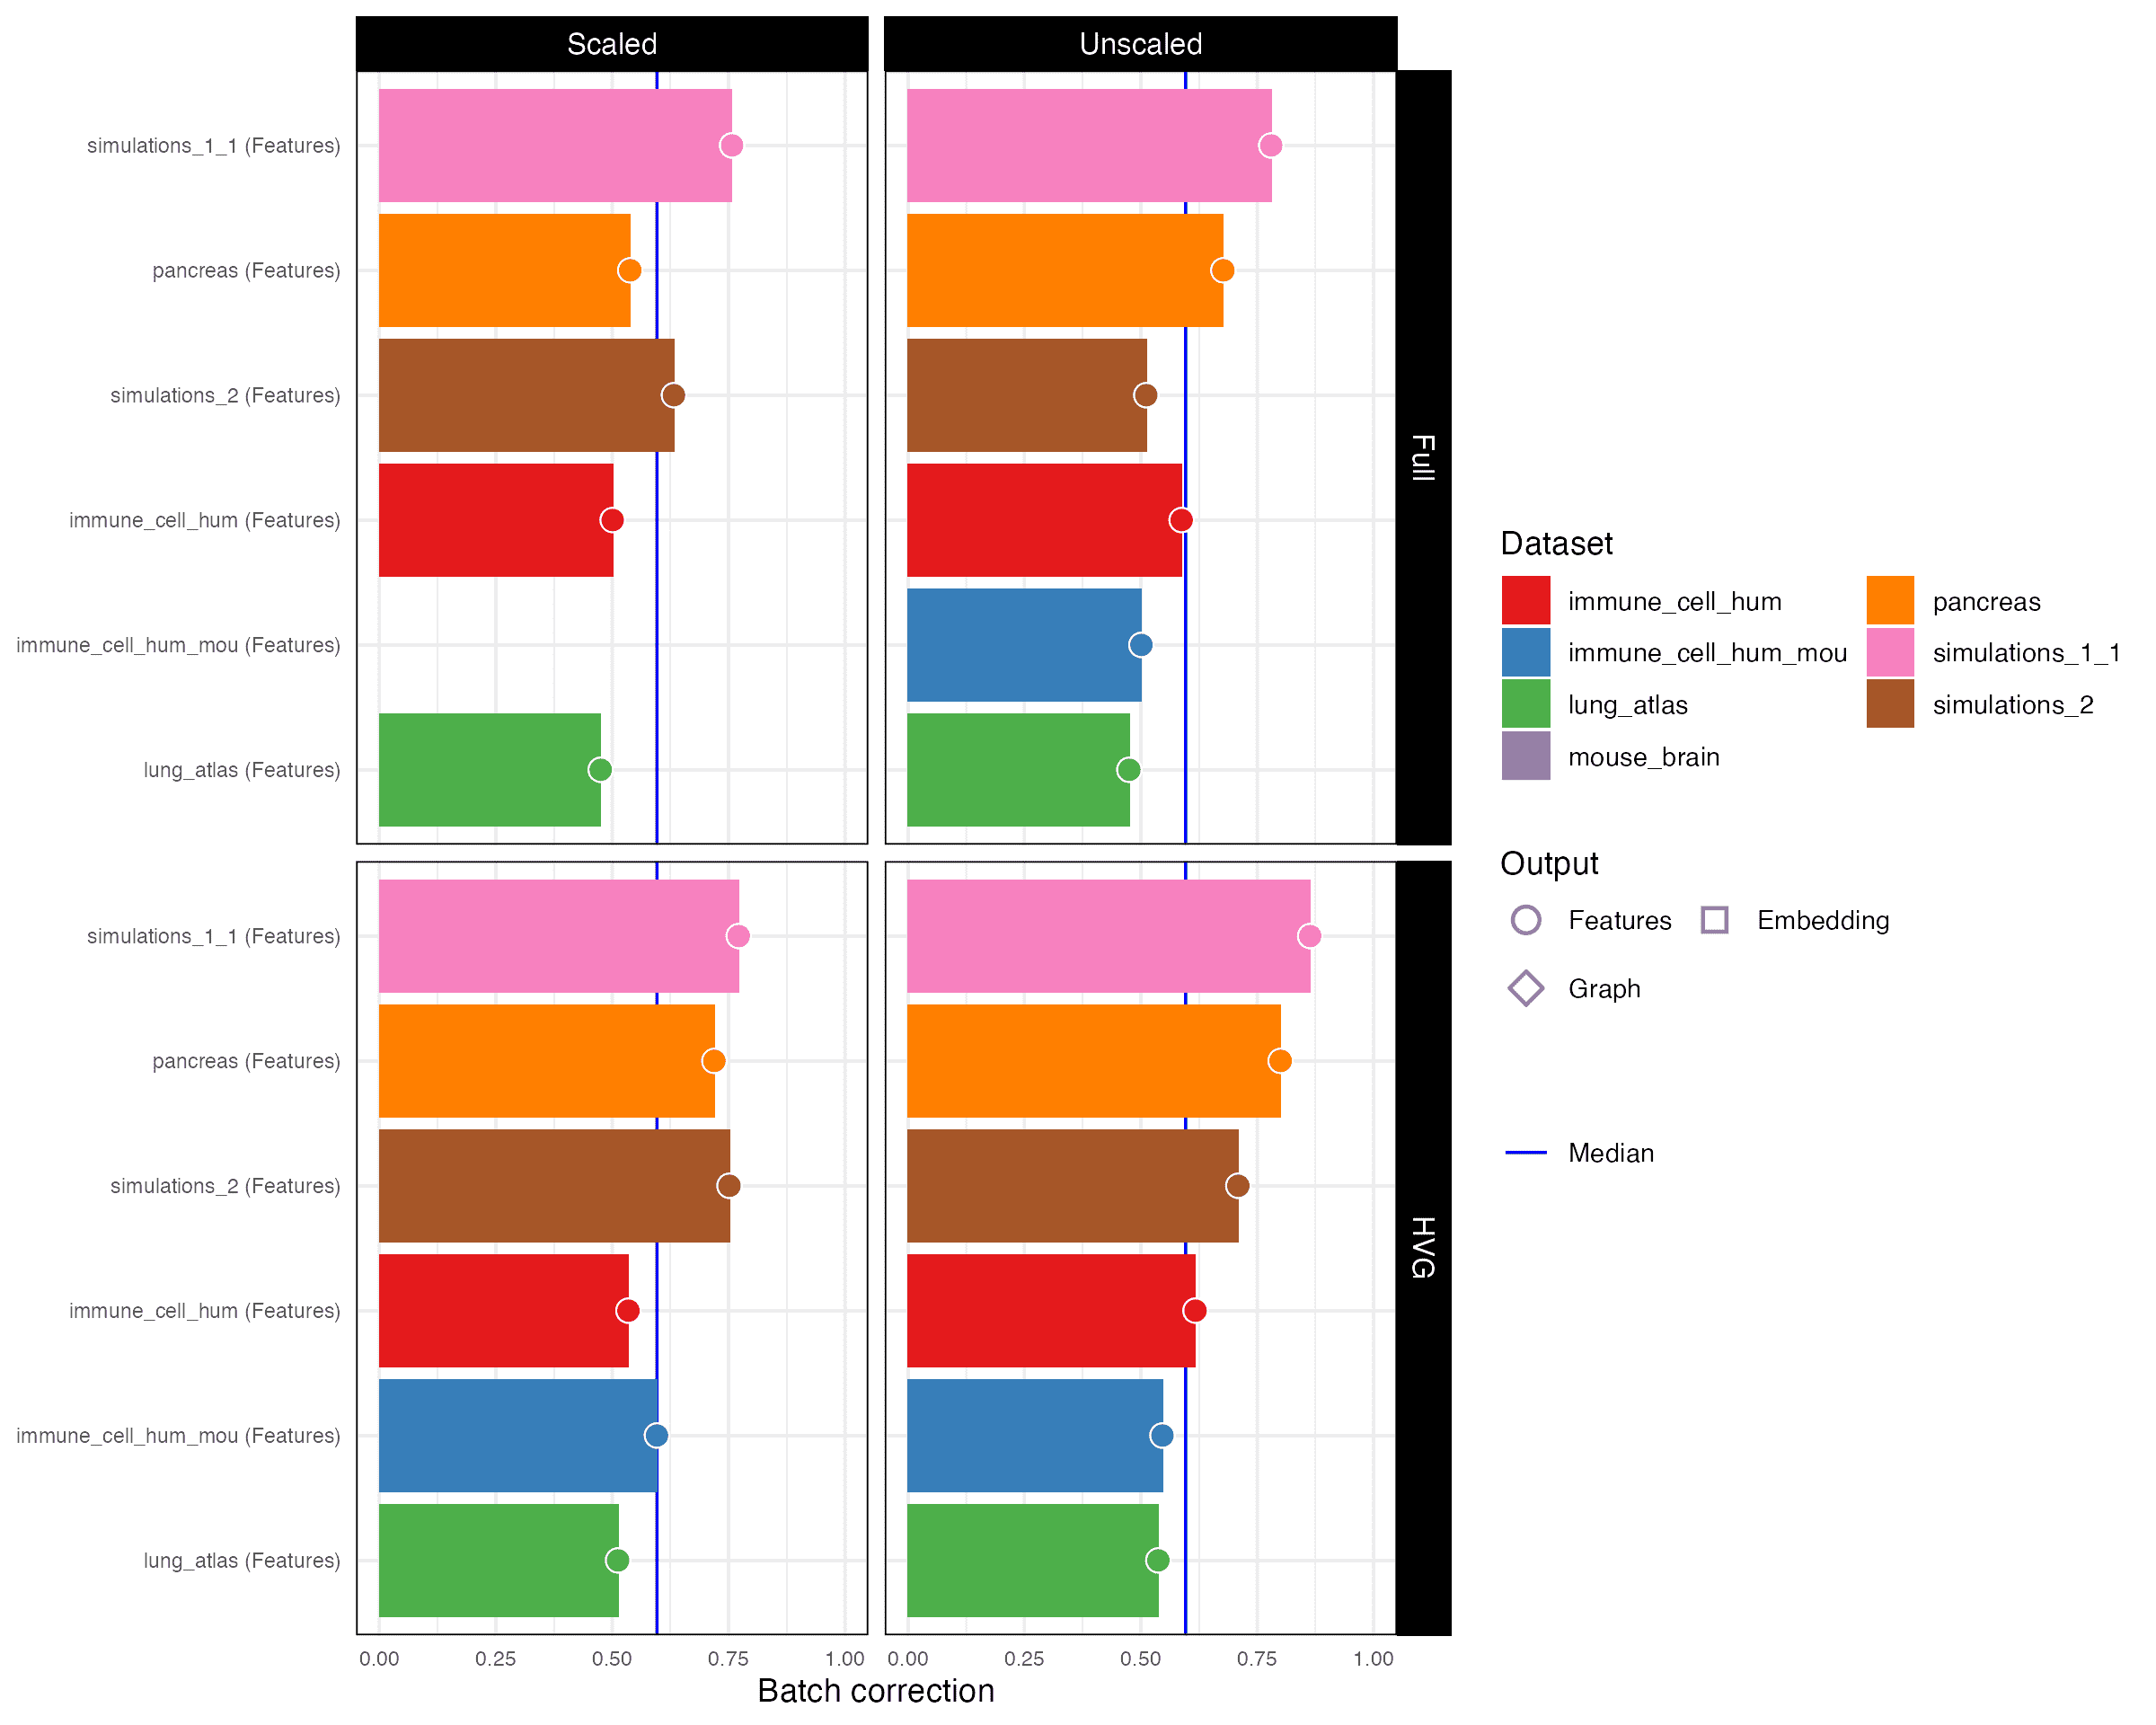 Scaled
Unscaled
simulations_1_1 (Features)
pancreas (Features)
simulations_2 (Features)
immune_cell_hum (Features)
immune_cell_hum_mou (Features)
lung_atlas (Features)
Full
simulations_1_1 (Features)
pancreas (Features)
simulations_2 (Features)
immune_cell_hum (Features)
immune_cell_hum_mou (Features)
lung_atlas (Features)
HVG
0.00 0.25 0.50 0.75 1.00
0.00 0.25 0.50 0.75 1.00
Batch correction
Dataset
immune_cell_hum
immune_cell_hum_mou
lung_atlas
mouse_brain
pancreas
simulations_1_1
simulations_2
Output
Features
Embedding
Graph
Median